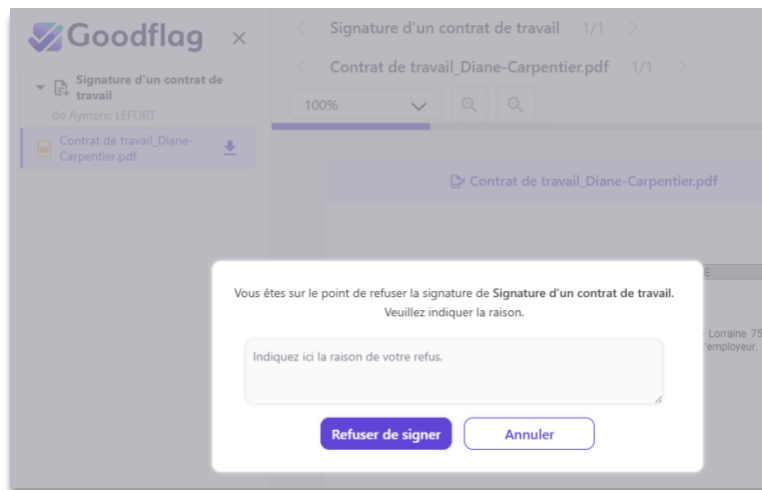 Goodflag
Signature d'un contrat de travail 1/1
Signature d'un contrat de
travail
de Aymeric LEFORT
Contrat de travail_Diane-Carpentier.pdf 1/1
100%
Contrat de travail_Diane-
Carpentier.pdf
Contrat de travail_Diane-Carpentier.pdf
E
Vous êtes sur le point de refuser la signature de Signature d'un contrat de travail.
Veuillez indiquer la raison.
Lorraine 75
'employeur.
Indiquez ici la raison de votre refus.
Refuser de signer
Annuler